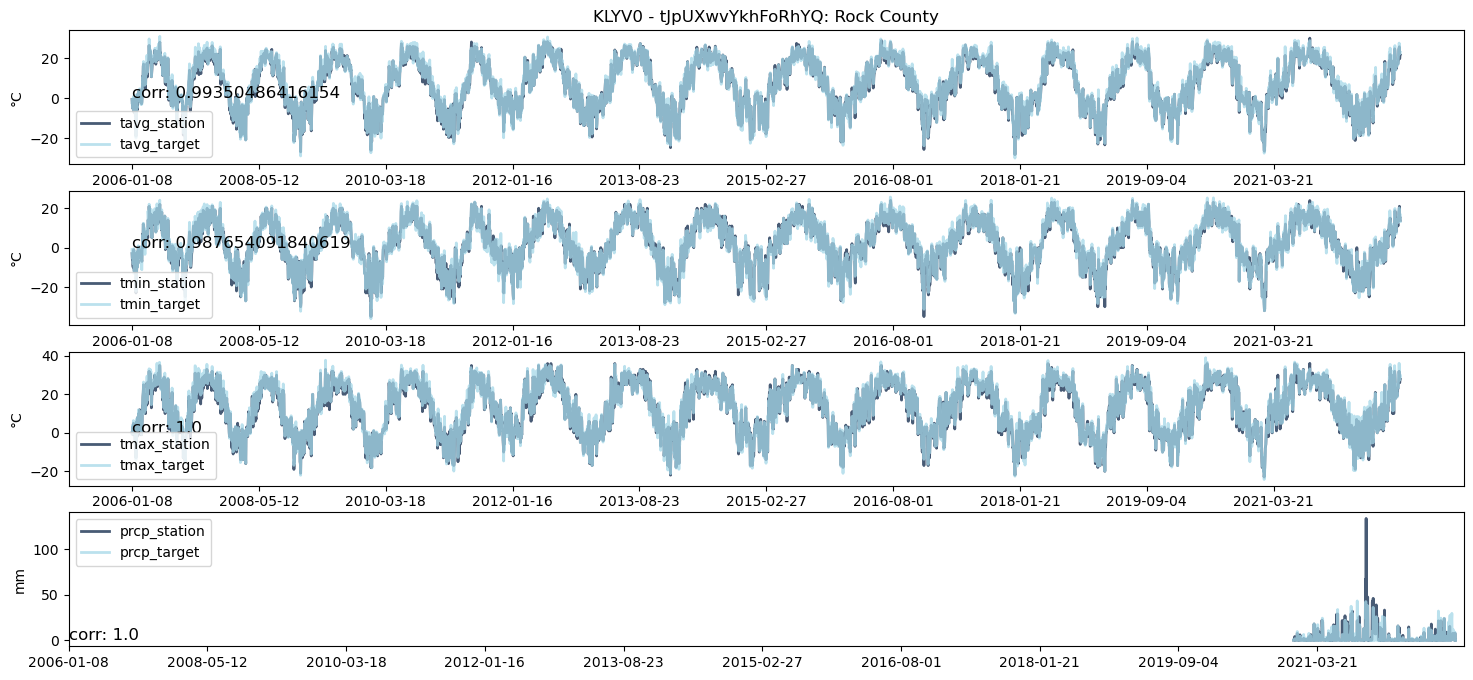 KLYV0 - tJpUXwvYkhFoRhYQ: Rock County
20
0
−20
°C
corr: 0.99350486416154
tavg_station
tavg_target
2006-01-08 2008-05-12 2010-03-18 2012-01-16 2013-08-23 2015-02-27 2016-08-01 2018-01-21 2019-09-04 2021-03-21
20
0
−20
°C
corr: 0.987654091840619
tmin_station
tmin_target
2006-01-08 2008-05-12 2010-03-18 2012-01-16 2013-08-23 2015-02-27 2016-08-01 2018-01-21 2019-09-04 2021-03-21
40
20
0
−20
°C
corr: 1.0
tmax_station
tmax_target
2006-01-08 2008-05-12 2010-03-18 2012-01-16 2013-08-23 2015-02-27 2016-08-01 2018-01-21 2019-09-04 2021-03-21
prcp_station
prcp_target
100
50
0
mm
corr: 1.0
2006-01-08 2008-05-12 2010-03-18 2012-01-16 2013-08-23 2015-02-27 2016-08-01 2018-01-21 2019-09-04 2021-03-21